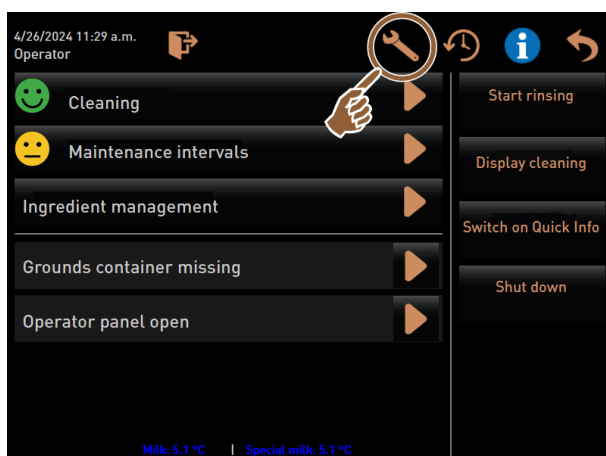 4/26/2024 11:29 a.m.
Operator
Cleaning
Maintenance intervals
Ingredient management
Grounds container missing
Operator panel open
Start rinsing
Display cleaning
Switch on Quick Info
Shut down
Milk: 5.1 °C | Special milk: 5.1 °C